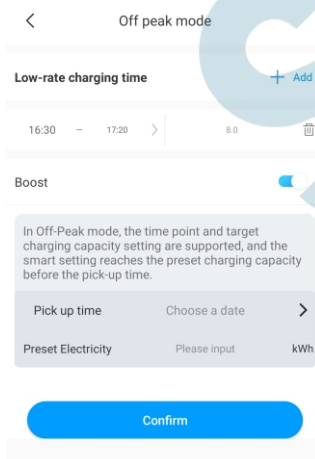 Off peak mode
Low-rate charging time + Add
16:30 – 17:20 8.0
Boost
In Off-Peak mode, the time point and target
charging capacity setting are supported, and the
smart setting reaches the preset charging capacity
before the pick-up time.
Pick up time Choose a date
Preset Electricity Please input kWh
Confirm